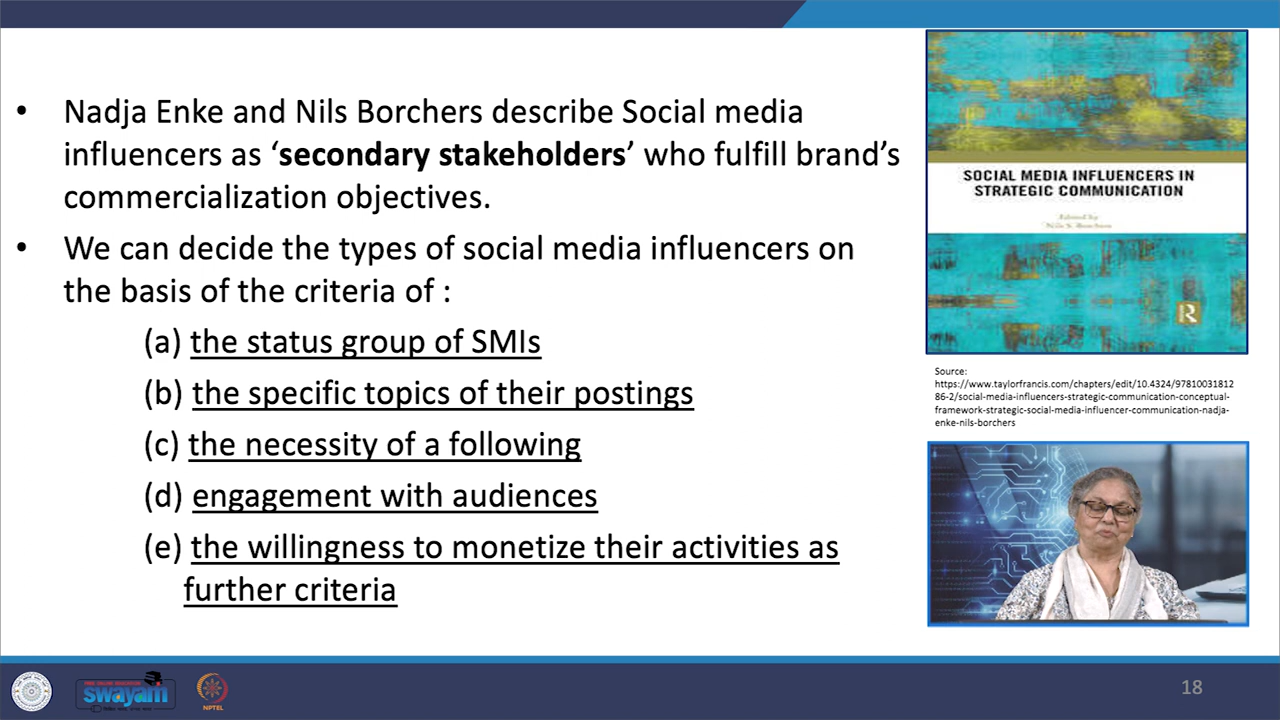 • Nadja Enke and Nils Borchers describe Social media
influencers as ‘secondary stakeholders’ who fulfill brand’s
commercialization objectives.
• We can decide the types of social media influencers on
the basis of the criteria of :
(a) the status group of SMIs
(b) the specific topics of their postings
(c) the necessity of a following
(d) engagement with audiences
(e) the willingness to monetize their activities as
further criteria
SOCIAL MEDIA INFLUENCERS IN
STRATEGIC COMMUNICATION
R
Source:
https://www.taylorfrancis.com/chapters/edit/10.4324/97810031812
86-2/social-media-influencers-strategic-communication-conceptual-
framework-strategic-social-media-influencer-communication-nadja-
enke-nils-borchers
swayam
NPTEL
18